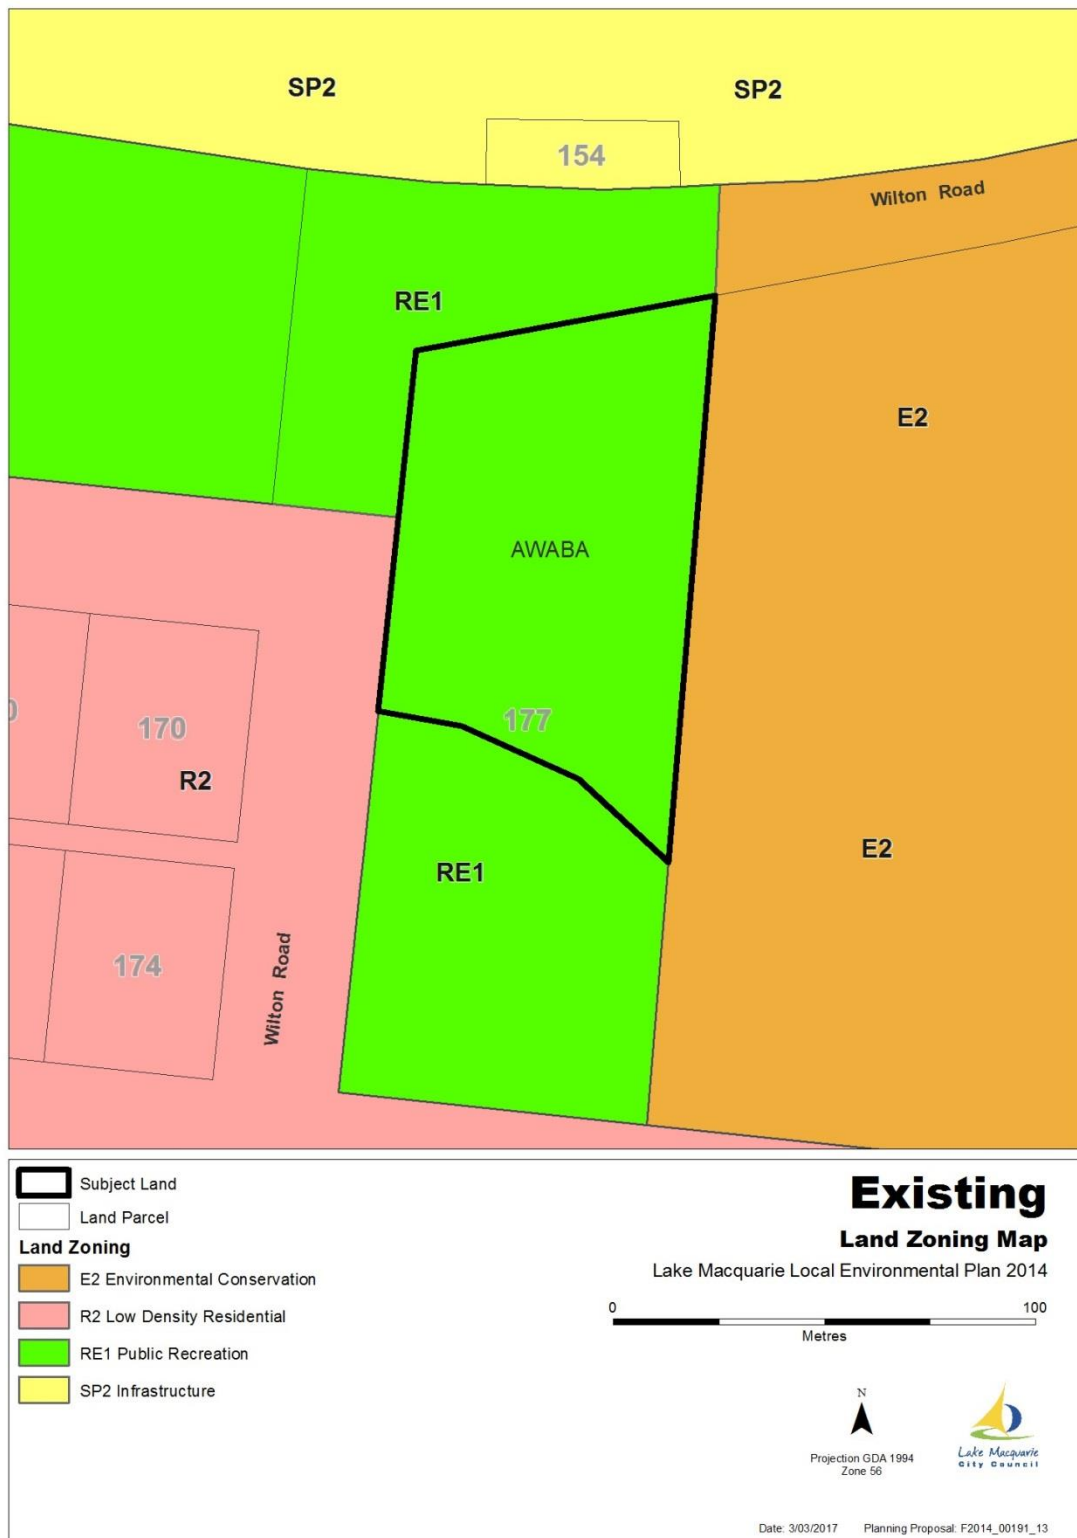 SP2
SP2
154
Wilton Road
RE1
E2
AWABA
0
170
177
R2
RE1
E2
174
Wilton Road
Subject Land
Land Parcel
Land Zoning
E2 Environmental Conservation
R2 Low Density Residential
RE1 Public Recreation
SP2 Infrastructure
Existing
Land Zoning Map
Lake Macquarie Local Environmental Plan 2014
0 100
Metres
N
Projection GDA 1994
Zone 56
Lake Macquarie
City Council
Date: 3/03/2017 Planning Proposal: F2014_00191_13